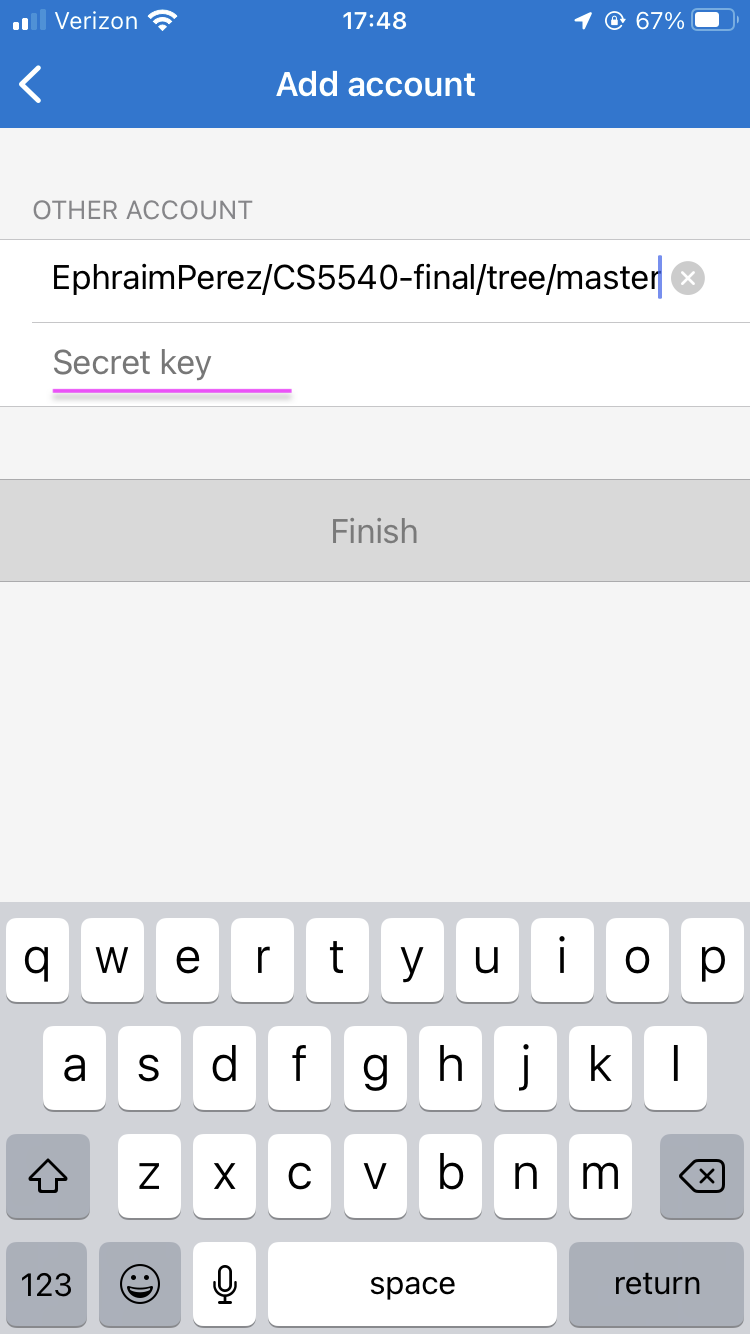 Verizon 17:48 67%
Add account
OTHER ACCOUNT
EphraimPerez/CS5540-final/tree/master
Secret key
Finish
q w e r t y u i o p
a s d f g h j k l
z x c v b n m
123 space return